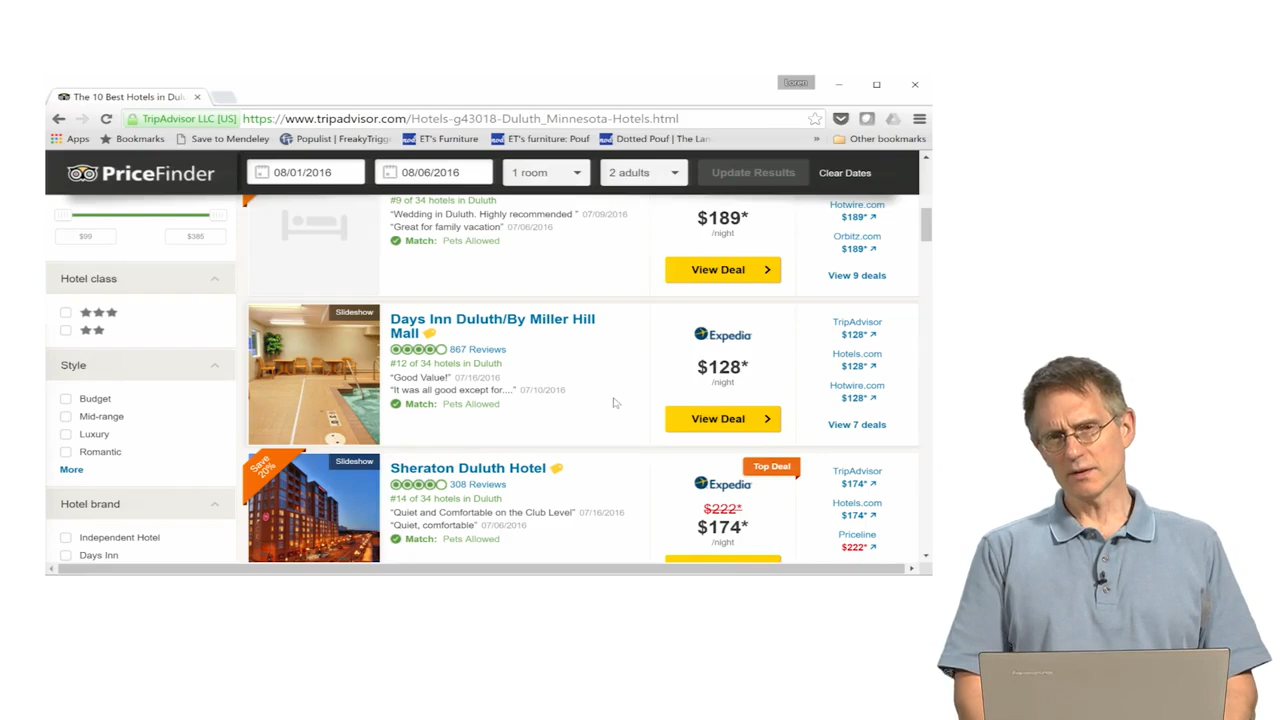 Loren
The 10 Best Hotels in Dulu
TripAdvisor LLC [US] https://www.tripadvisor.com/Hotels-g43018-Duluth_Minnesota-Hotels.html
Apps Bookmarks Save to Mendeley Populist | FreakyTrigg ET's Furniture ET's furniture: Pouf Dotted Pouf | The Lan » Other bookmarks
PriceFinder 08/01/2016 08/06/2016 1 room 2 adults Update Results Clear Dates
$99 $385
Hotel class
Style
Budget
Mid-range
Luxury
Romantic
More
Hotel brand
Independent Hotel
Days Inn
#9 of 34 hotels in Duluth
“Wedding in Duluth. Highly recommended ” 07/09/2016
“Great for family vacation” 07/06/2016
Match: Pets Allowed
$189*
/night
View Deal
Hotwire.com
$189*
Orbitz.com
$189*
View 9 deals
Slideshow
Days Inn Duluth/By Miller Hill
Mall
867 Reviews
#12 of 34 hotels in Duluth
“Good Value!” 07/16/2016
“It was all good except for....” 07/10/2016
Match: Pets Allowed
Expedia
$128*
/night
View Deal
TripAdvisor
$128*
Hotels.com
$128*
Hotwire.com
$128*
View 7 deals
Save
20%
Slideshow
Sheraton Duluth Hotel
308 Reviews
#14 of 34 hotels in Duluth
“Quiet and Comfortable on the Club Level” 07/16/2016
“Quiet, comfortable” 07/06/2016
Match: Pets Allowed
Top Deal
Expedia
$222*
$174*
/night
TripAdvisor
$174*
Hotels.com
$174*
Priceline
$222*